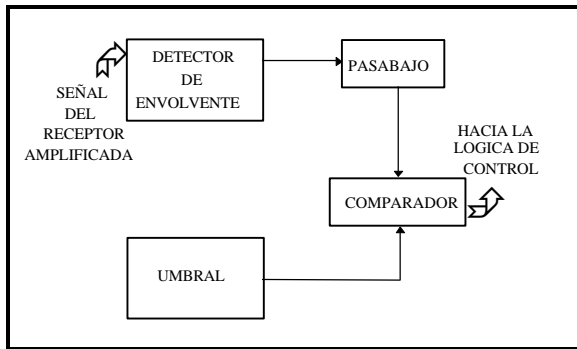 DETECTOR
DE
ENVOLVENTE
PASABAJO
SEÑAL
DEL
RECEPTOR
AMPLIFICADA
HACIA LA
LOGICA DE
CONTROL
COMPARADOR
UMBRAL